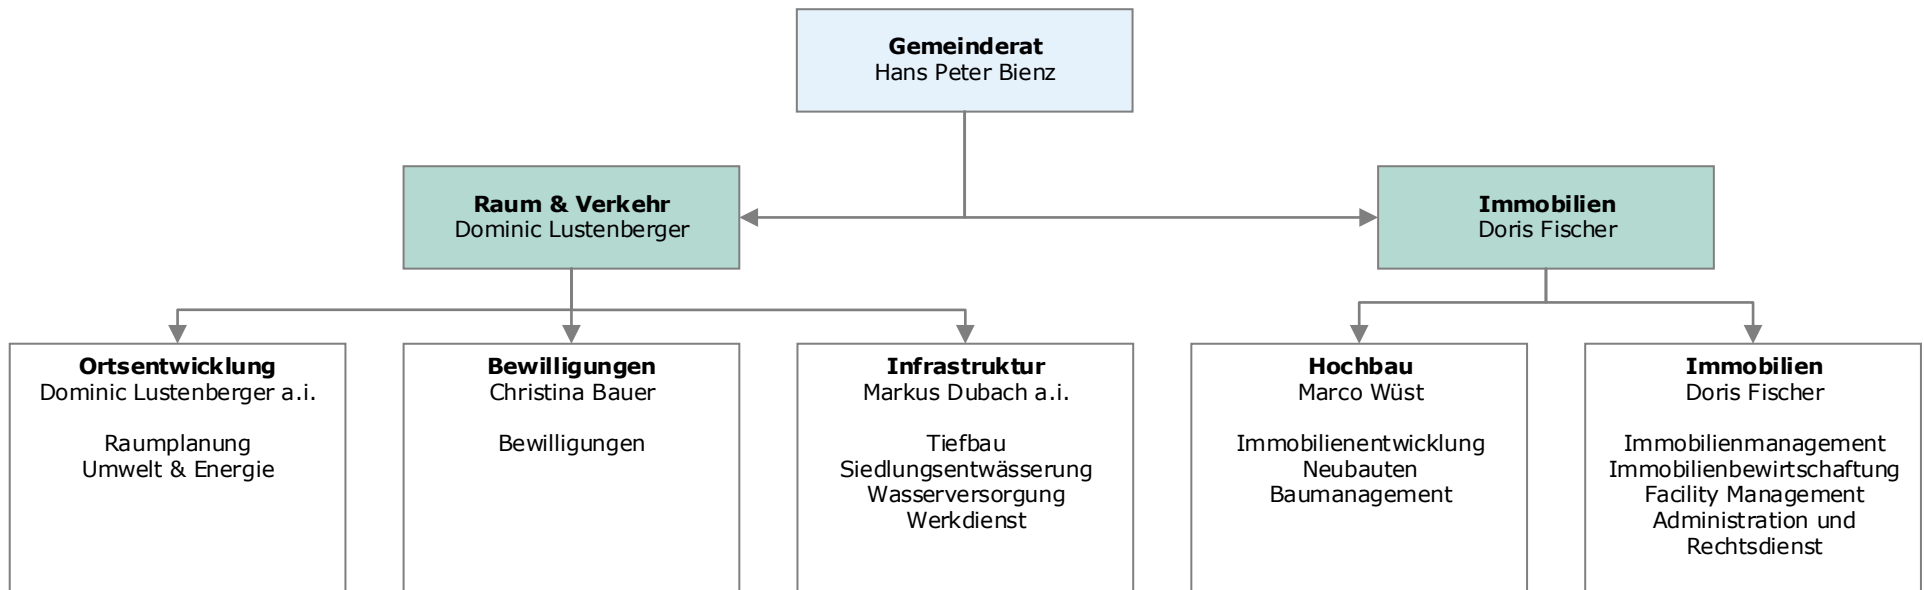 Gemeinderat
Hans Peter Bienz
Raum & Verkehr
Dominic Lustenberger
Immobilien
Doris Fischer
Ortsentwicklung
Dominic Lustenberger a.i.
Raumplanung
Umwelt & Energie
Bewilligungen
Christina Bauer
Bewilligungen
Infrastruktur
Markus Dubach a.i.
Tiefbau
Siedlungsentwässerung
Wasserversorgung
Werkdienst
Hochbau
Marco Wüst
Immobilienentwicklung
Neubauten
Baumanagement
Immobilien
Doris Fischer
Immobilienmanagement
Immobilienbewirtschaftung
Facility Management
Administration und
Rechtsdienst